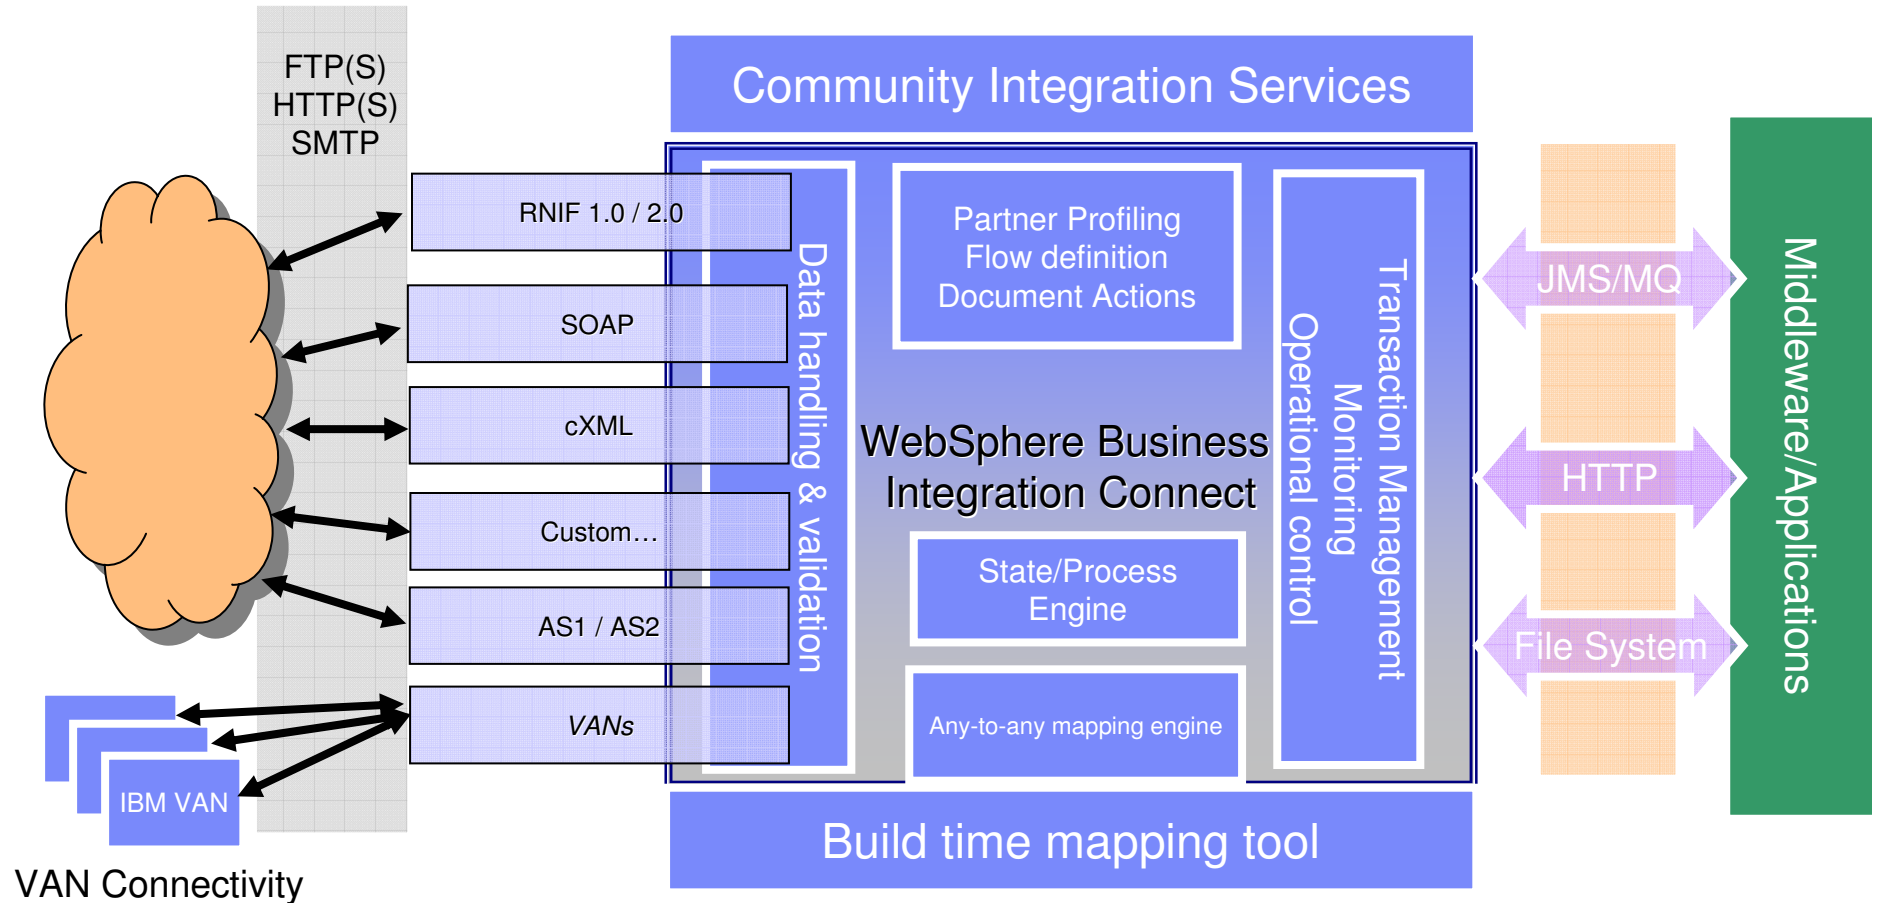 FTP(S)
HTTP(S)
SMTP
Community Integration Services
RNIF 1.0 / 2.0
SOAP
cXML
Custom…
AS1 / AS2
VANs
IBM VAN
VAN Connectivity
Data handling & validation
Partner Profiling
Flow definition
Document Actions
WebSphere Business
Integration Connect
State/Process
Engine
Any-to-any mapping engine
Transaction Management
Monitoring
Operational control
Build time mapping tool
JMS/MQ
HTTP
File System
Middleware/Applications